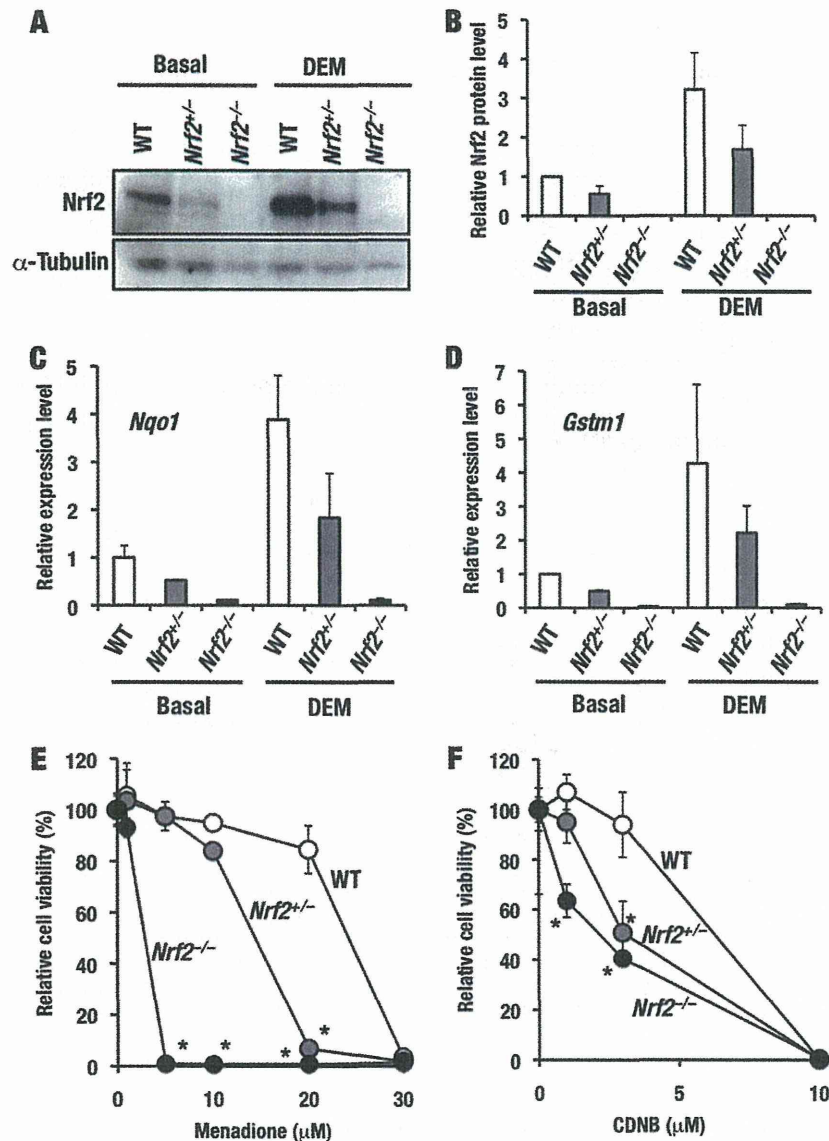 A
Basal DEM
WT Nrf2+/– Nrf2–/– WT Nrf2+/– Nrf2–/–
Nrf2
α-Tubulin
B
Relative Nrf2 protein level
5
4
3
2
1
0
WT Nrf2+/– Nrf2–/– WT Nrf2+/– Nrf2–/–
Basal DEM
C
Relative expression level
5
4
3
2
1
0
Nqo1
WT Nrf2+/– Nrf2–/– WT Nrf2+/– Nrf2–/–
Basal DEM
D
Relative expression level
7
6
5
4
3
2
1
0
Gstm1
WT Nrf2+/– Nrf2–/– WT Nrf2+/– Nrf2–/–
Basal DEM
E
Relative cell viability (%)
120
100
80
60
40
20
0
WT
Nrf2+/–
Nrf2–/–
* * * *
0 10 20 30
Menadione (μM)
F
Relative cell viability (%)
120
100
80
60
40
20
0
WT
Nrf2+/–
Nrf2–/–
* * *
0 5 10
CDNB (μM)